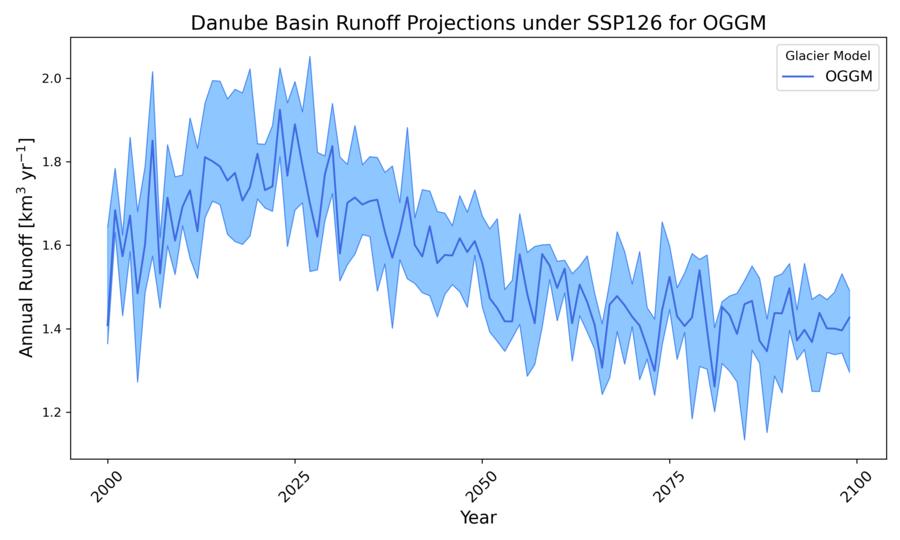 Danube Basin Runoff Projections under SSP126 for OGGM
Glacier Model
OGGM
Annual Runoff [km³ yr⁻¹]
2.0
1.8
1.6
1.4
1.2
2000
2025
2050
2075
2100
Year